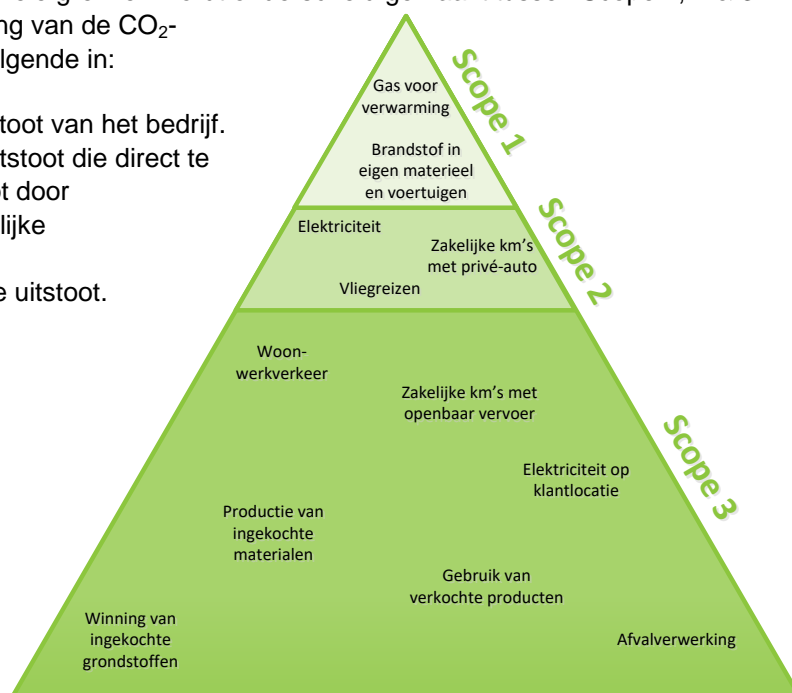 ng van de CO₂-
lgende in:
toot van het bedrijf.
tstoot die direct te
t door
lijke
e uitstoot.
Scope 1
Gas voor
verwarming
Brandstof in
eigen materieel
en voertuigen
Scope 2
Elektriciteit
Zakelijke km's
met privé-auto
Vliegreizen
Scope 3
Woon-
werkverkeer
Zakelijke km's met
openbaar vervoer
Elektriciteit op
klantlocatie
Productie van
ingekochte
materialen
Gebruik van
verkochte producten
Winning van
ingekochte
grondstoffen
Afvalverwerking